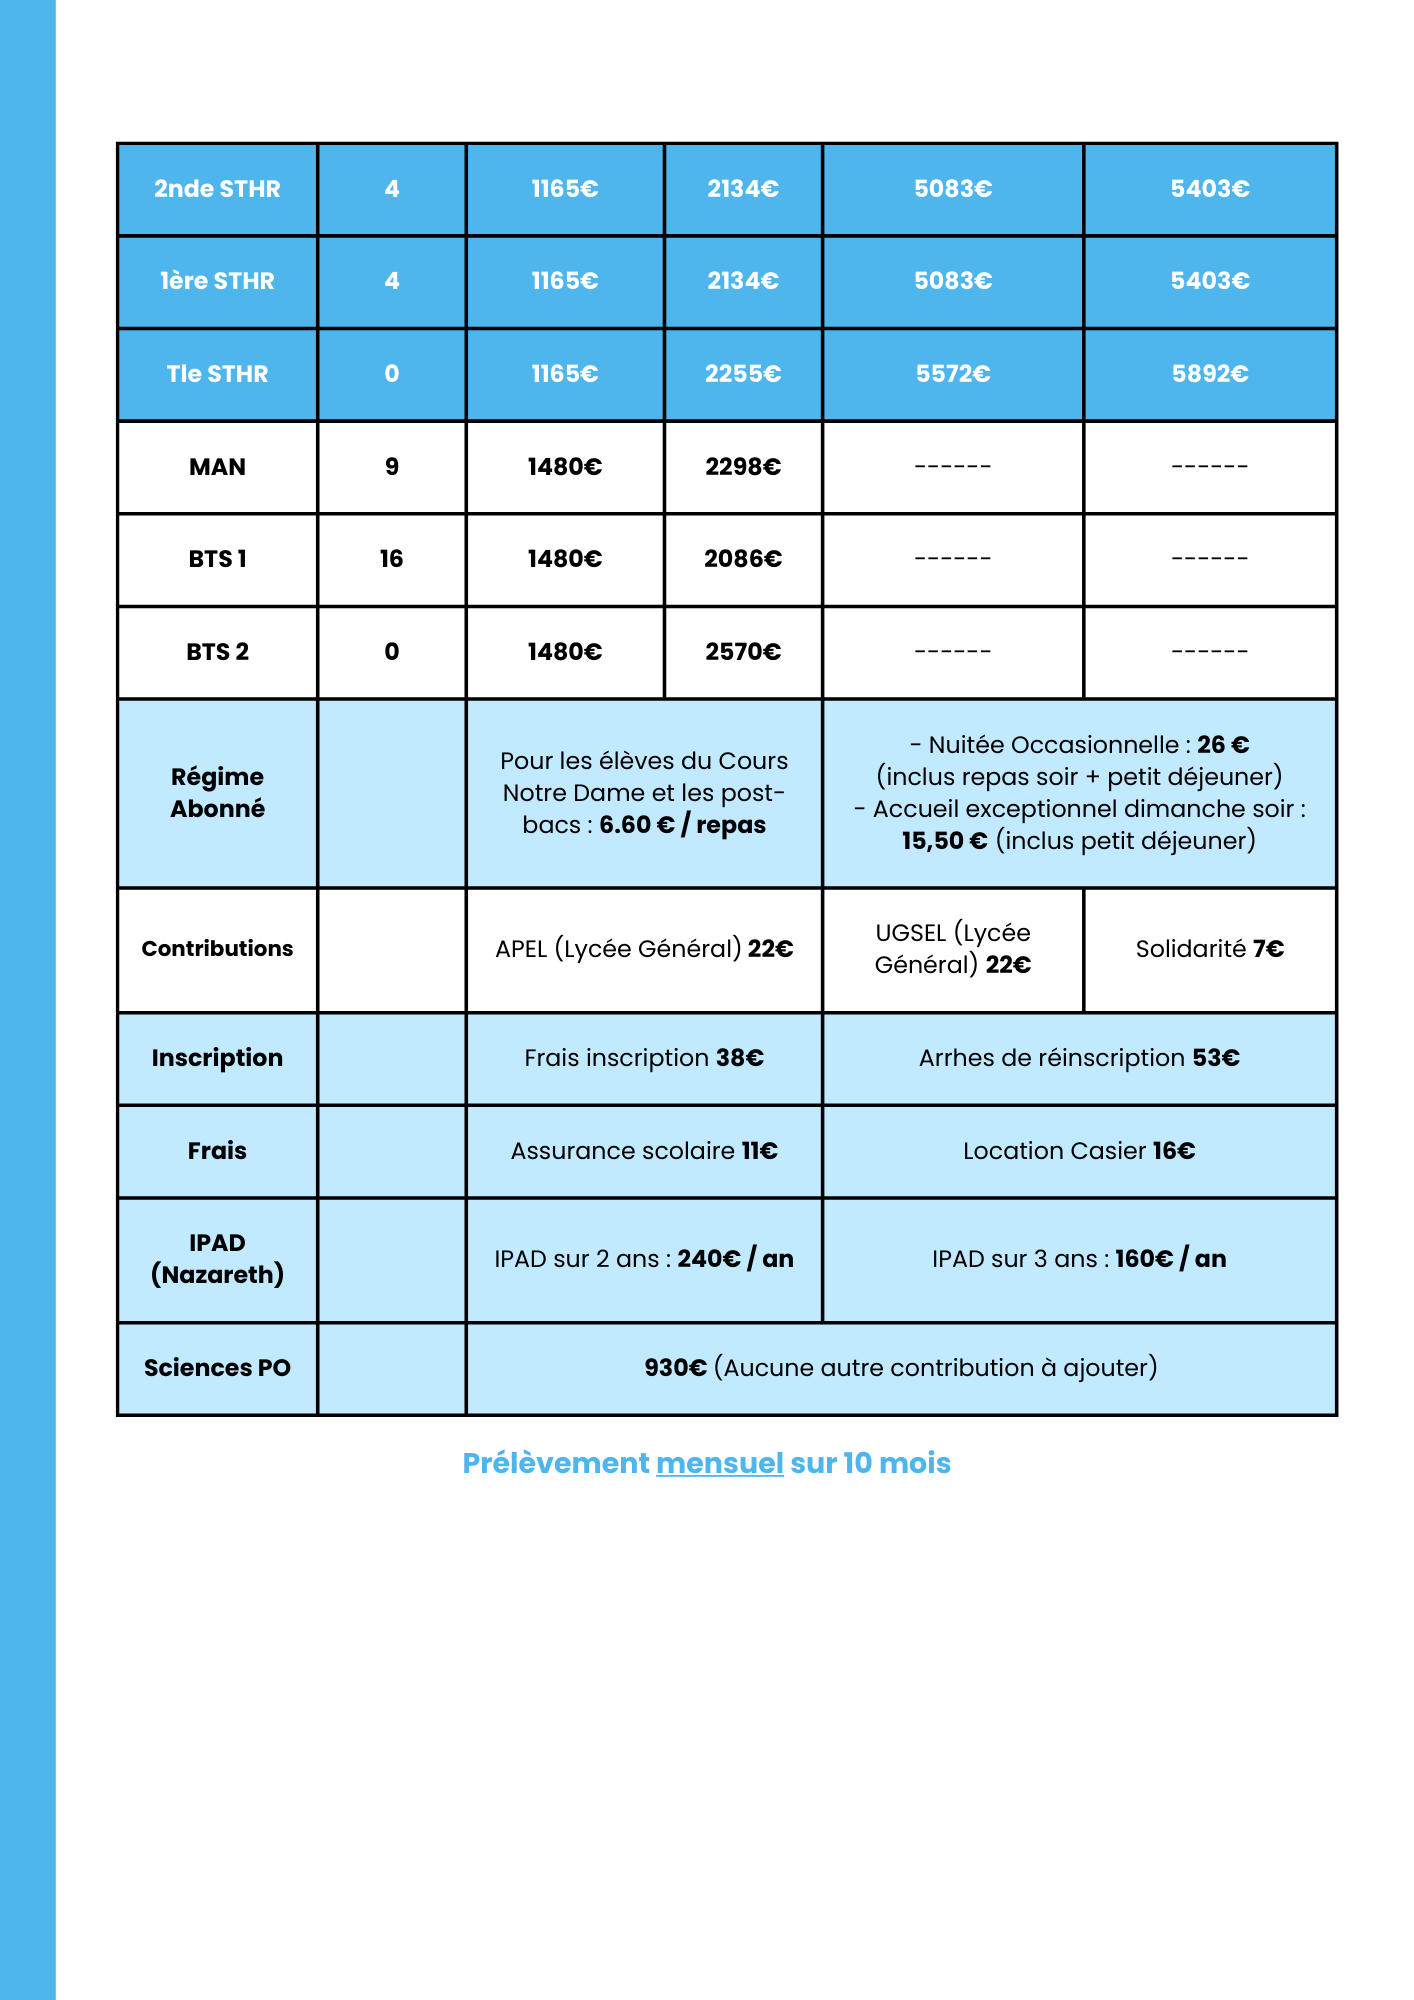 2nde STHR 4 1165€ 2134€ 5083€ 5403€
1ère STHR 4 1165€ 2134€ 5083€ 5403€
Tle STHR 0 1165€ 2255€ 5572€ 5892€
MAN 9 1480€ 2298€ ------ ------
BTS 1 16 1480€ 2086€ ------ ------
BTS 2 0 1480€ 2570€ ------ ------
Régime
Abonné
Pour les élèves du Cours
Notre Dame et les post-
bacs : 6.60 € / repas
- Nuitée Occasionnelle : 26 €
(inclus repas soir + petit déjeuner)
- Accueil exceptionnel dimanche soir :
15,50 € (inclus petit déjeuner)
Contributions
APEL (Lycée Général) 22€
UGSEL (Lycée
Général) 22€
Solidarité 7€
Inscription
Frais inscription 38€
Arrhes de réinscription 53€
Frais
Assurance scolaire 11€
Location Casier 16€
IPAD
(Nazareth)
IPAD sur 2 ans : 240€ / an
IPAD sur 3 ans : 160€ / an
Sciences PO
930€ (Aucune autre contribution à ajouter)
Prélèvement mensuel sur 10 mois